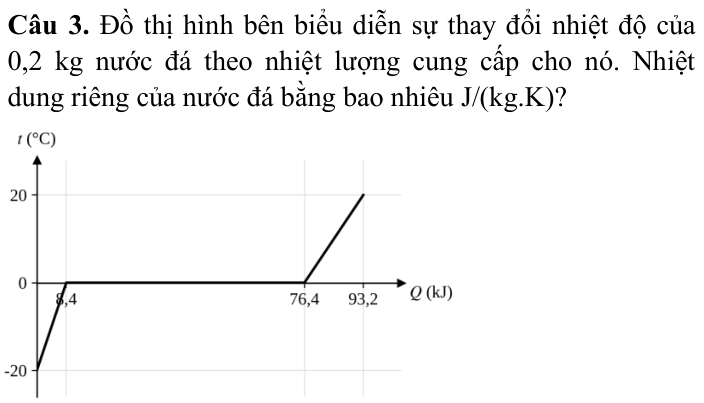 Câu 3. Đồ thị hình bên biểu diễn sự thay đổi nhiệt độ của
0,2 kg nước đá theo nhiệt lượng cung cấp cho nó. Nhiệt
dung riêng của nước đá bằng bao nhiêu J/(kg.K)?
t (°C)
20
0
8,4 76,4 93,2 Q (kJ)
-20